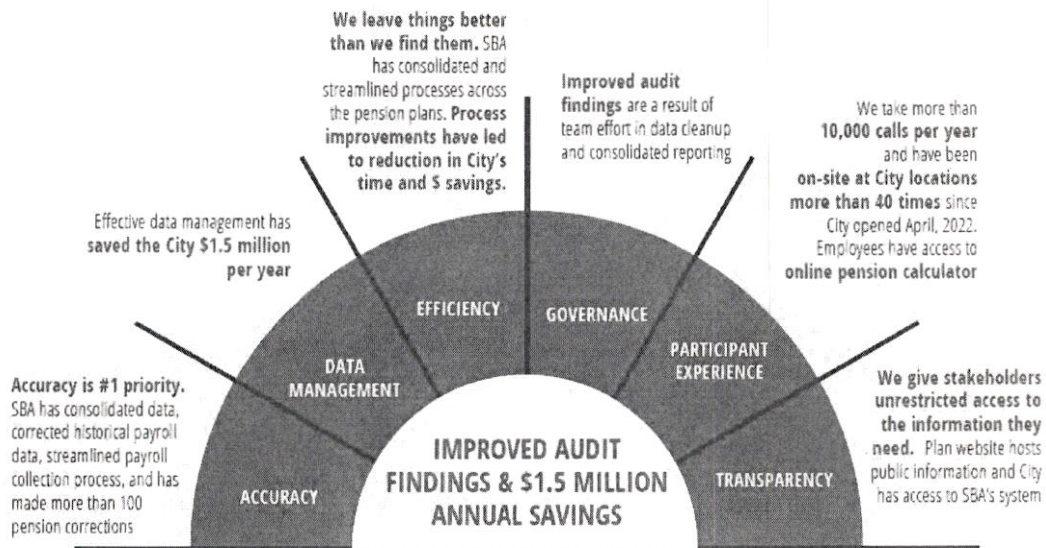 We leave things better
than we find them. SBA
has consolidated and
streamlined processes across
the pension plans. Process
improvements have led
to reduction in City's
time and $ savings.
Improved audit
findings are a result of
team effort in data cleanup
and consolidated reporting
We take more than
10,000 calls per year
and have been
on-site at City locations
more than 40 times since
City opened April, 2022.
Employees have access to
online pension calculator
Effective data management has
saved the City $1.5 million
per year
Accuracy is #1 priority.
SBA has consolidated data,
corrected historical payroll
data, streamlined payroll
collection process, and has
made more than 100
pension corrections
We give stakeholders
unrestricted access to
the information they
need. Plan website hosts
public information and City
has access to SBA's system
ACCURACY
DATA
MANAGEMENT
EFFICIENCY
GOVERNANCE
PARTICIPANT
EXPERIENCE
TRANSPARENCY
IMPROVED AUDIT
FINDINGS & $1.5 MILLION
ANNUAL SAVINGS